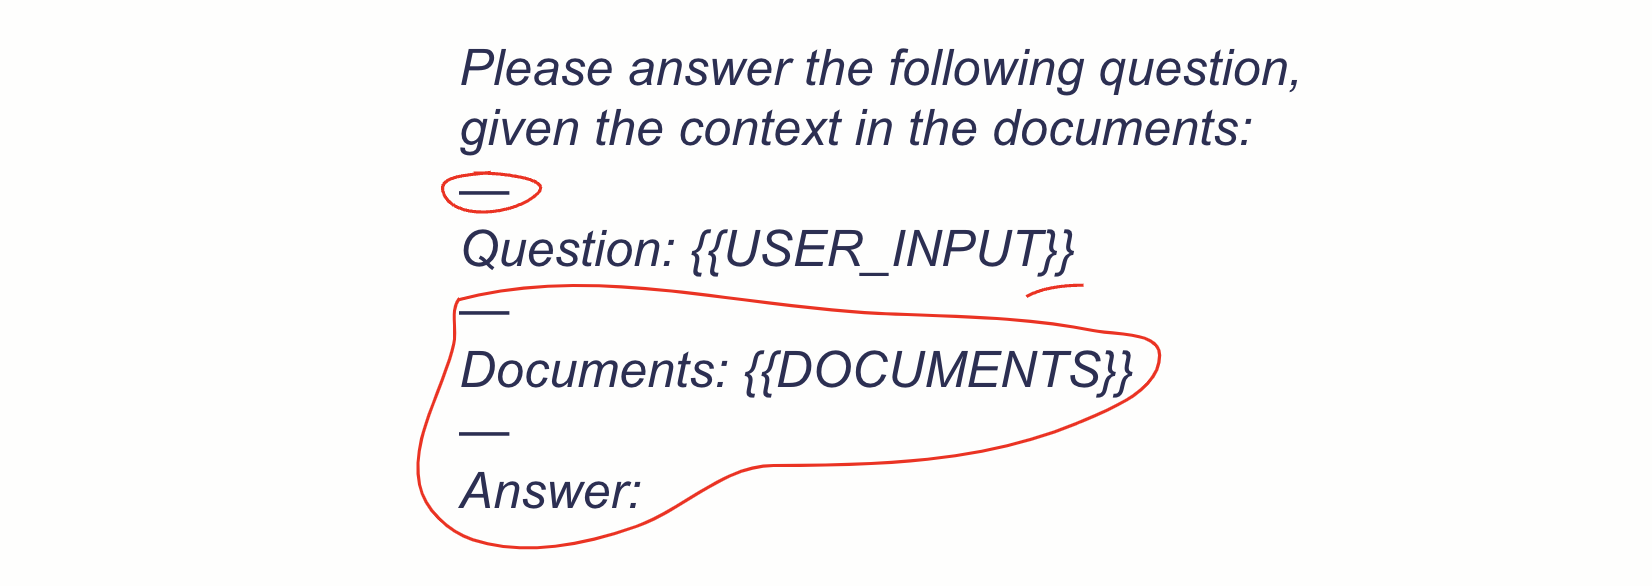 Please answer the following question,
given the context in the documents:
—
Question: {{USER_INPUT}}
—
Documents: {{DOCUMENTS}}
—
Answer: